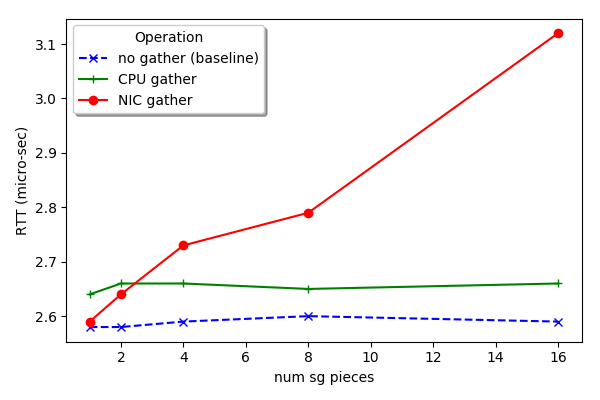 Operation
no gather (baseline)
CPU gather
NIC gather
RTT (micro-sec)
3.1
3.0
2.9
2.8
2.7
2.6
2 4 6 8 10 12 14 16
num sg pieces